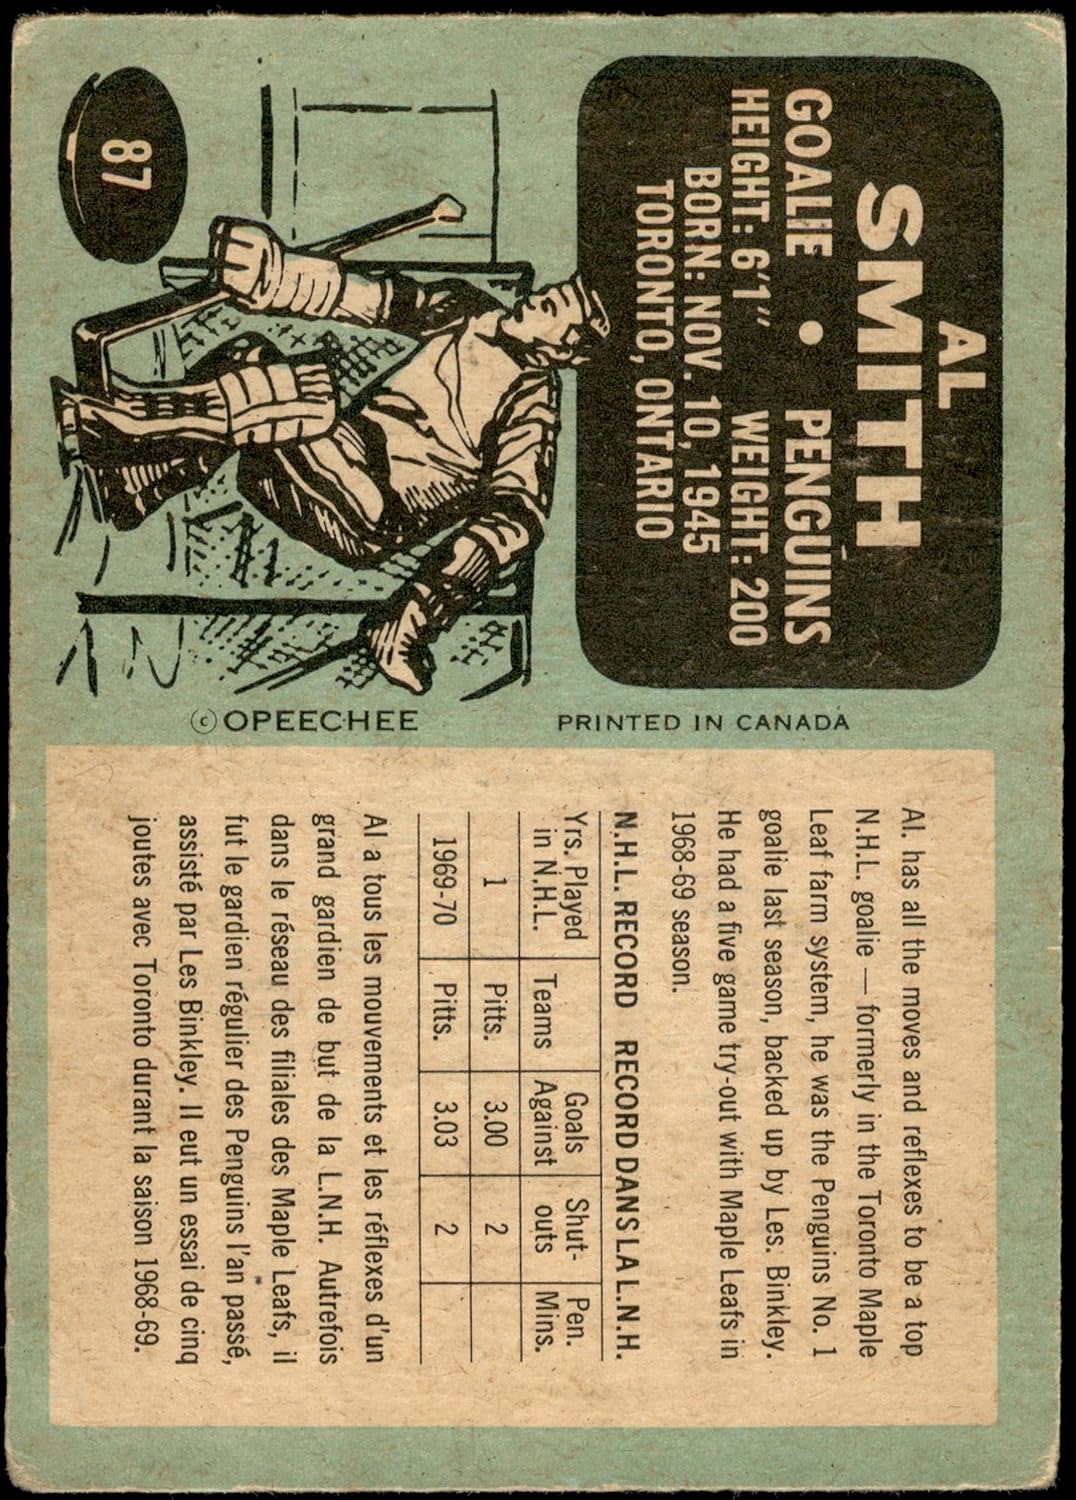 AL
SMITH
GOALIE • PENGUINS
HEIGHT: 6'1" WEIGHT: 200
BORN: NOV. 10, 1945
TORONTO, ONTARIO
87
© OPEECHEE
PRINTED IN CANADA
Al. has all the moves and reflexes to be a top
N.H.L. goalie — formerly in the Toronto Maple
Leaf farm system, he was the Penguins No. 1
goalie last season, backed up by Les. Binkley.
He had a five game try-out with Maple Leafs in
1968-69 season.
N.H.L. RECORD RECORD DANS LA L.N.H.
Yrs. Played Teams Goals Shut- Pen.
in N.H.L. Against outs Mins.
1 Pitts. 3.00 2
1969-70 Pitts. 3.03 2
Al a tous les mouvements et les réflexes d'un
grand gardien de but de la L.N.H. Autrefois
dans le réseau des filiales des Maple Leafs, il
fut le gardien régulier des Penguins l'an passé,
assisté par Les Binkley. Il eut un essai de cinq
joutes avec Toronto durant la saison 1968-69.